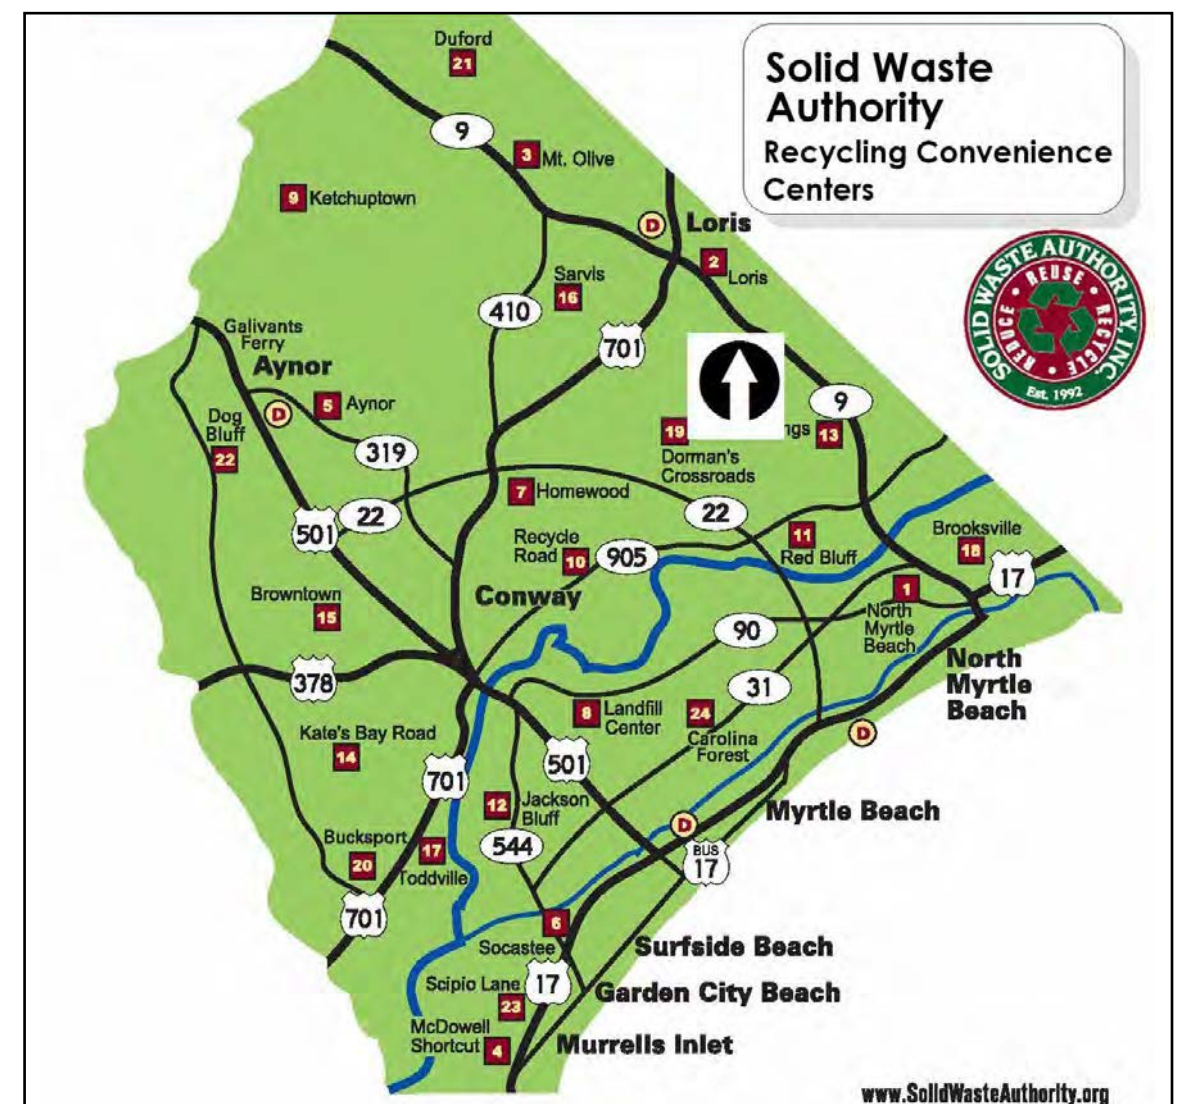 Solid Waste
Authority
Recycling Convenience
Centers
SOLID WASTE AUTHORITY, INC.
REDUCE • REUSE • RECYCLE •
Est. 1992
Duford
21
9
3 Mt. Olive
9 Ketchuptown
D Loris
2
Loris
Sarvis
16
410
701
Galivants
Ferry
Aynor
D
5 Aynor
Dog
Bluff
22
319
9
19
Dorman's
Crossroads
ngs 13
501
22
7 Homewood
22
Recycle
Road 10
905
11
Red Bluff
Brooksville
18
17
1
North
Myrtle
Beach
Conway
Browntown
15
90
378
31
North
Myrtle
Beach
8 Landfill
Center
24
Carolina
Forest
D
Kate's Bay Road
14
701
501
12 Jackson
Bluff
D
Myrtle Beach
544
BUS
17
Bucksport
20
17
Toddville
701
6
Socastee
Surfside Beach
Scipio Lane
23
17
Garden City Beach
McDowell
Shortcut 4
Murrells Inlet
www.SolidWasteAuthority.org